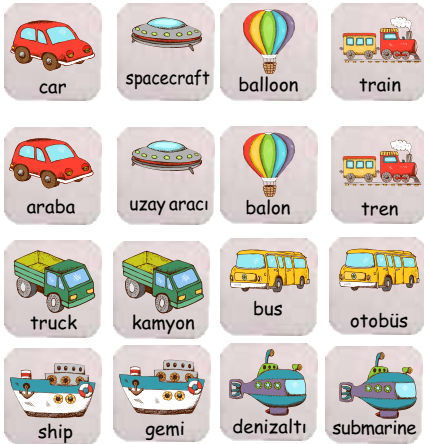 car spacecraft balloon train
araba uzay aracı balon tren
truck kamyon bus otobüs
ship gemi denizaltı submarine